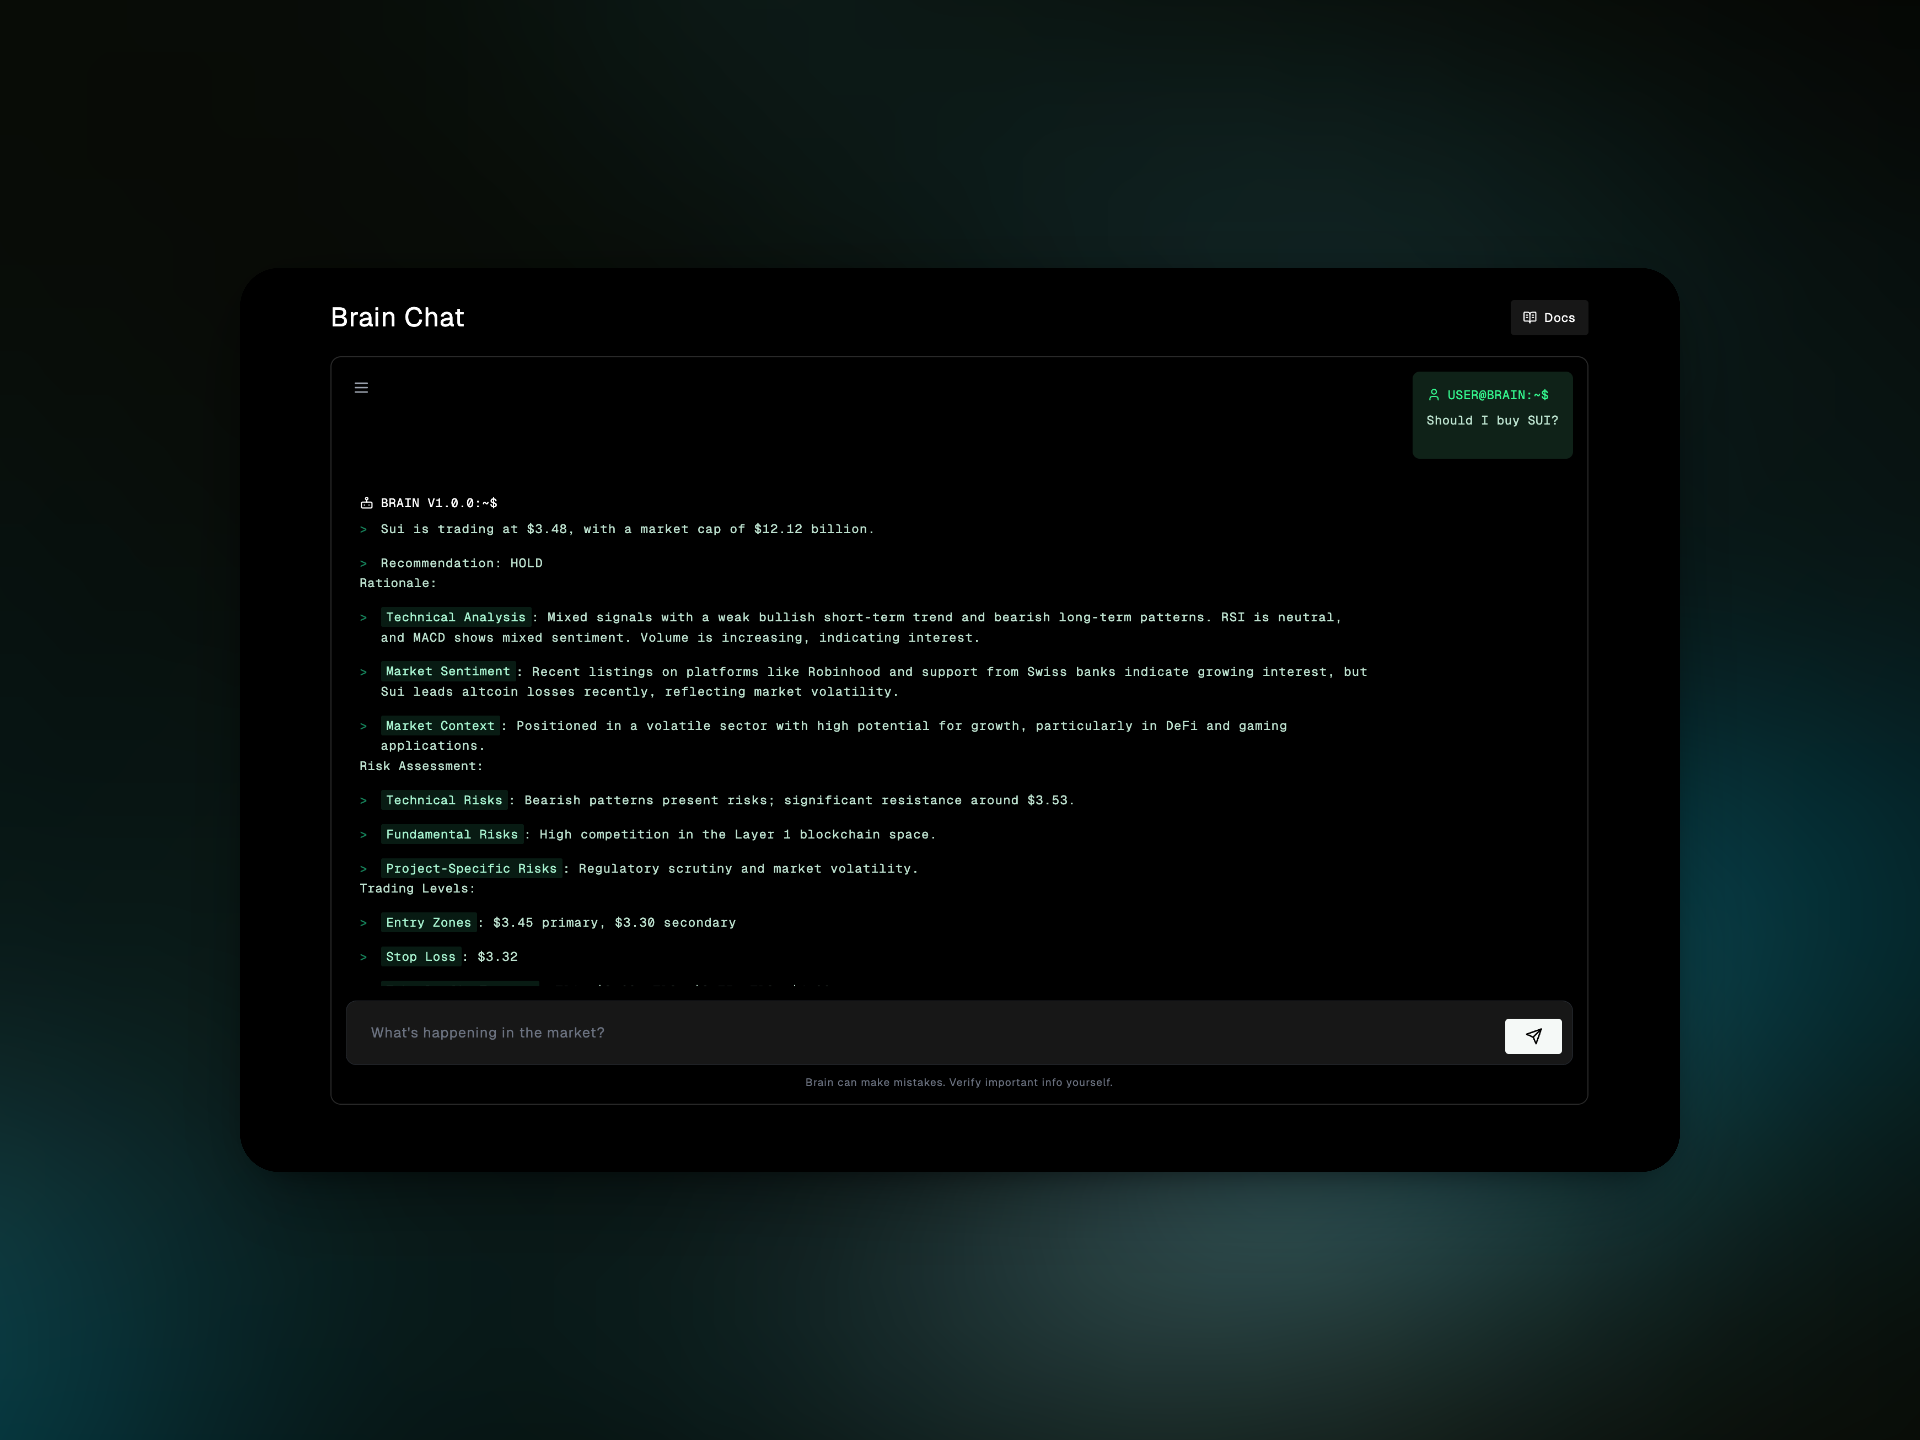 Brain Chat
Docs
USER@BRAIN:~$
Should I buy SUI?
BRAIN V1.0.0:~$
> Sui is trading at $3.48, with a market cap of $12.12 billion.
> Recommendation: HOLD
Rationale:
> Technical Analysis: Mixed signals with a weak bullish short-term trend and bearish long-term patterns. RSI is neutral,
and MACD shows mixed sentiment. Volume is increasing, indicating interest.
> Market Sentiment: Recent listings on platforms like Robinhood and support from Swiss banks indicate growing interest, but
Sui leads altcoin losses recently, reflecting market volatility.
> Market Context: Positioned in a volatile sector with high potential for growth, particularly in DeFi and gaming
applications.
Risk Assessment:
> Technical Risks: Bearish patterns present risks; significant resistance around $3.53.
> Fundamental Risks: High competition in the Layer 1 blockchain space.
> Project-Specific Risks: Regulatory scrutiny and market volatility.
Trading Levels:
> Entry Zones: $3.45 primary, $3.30 secondary
> Stop Loss: $3.32
What's happening in the market?
Brain can make mistakes. Verify important info yourself.